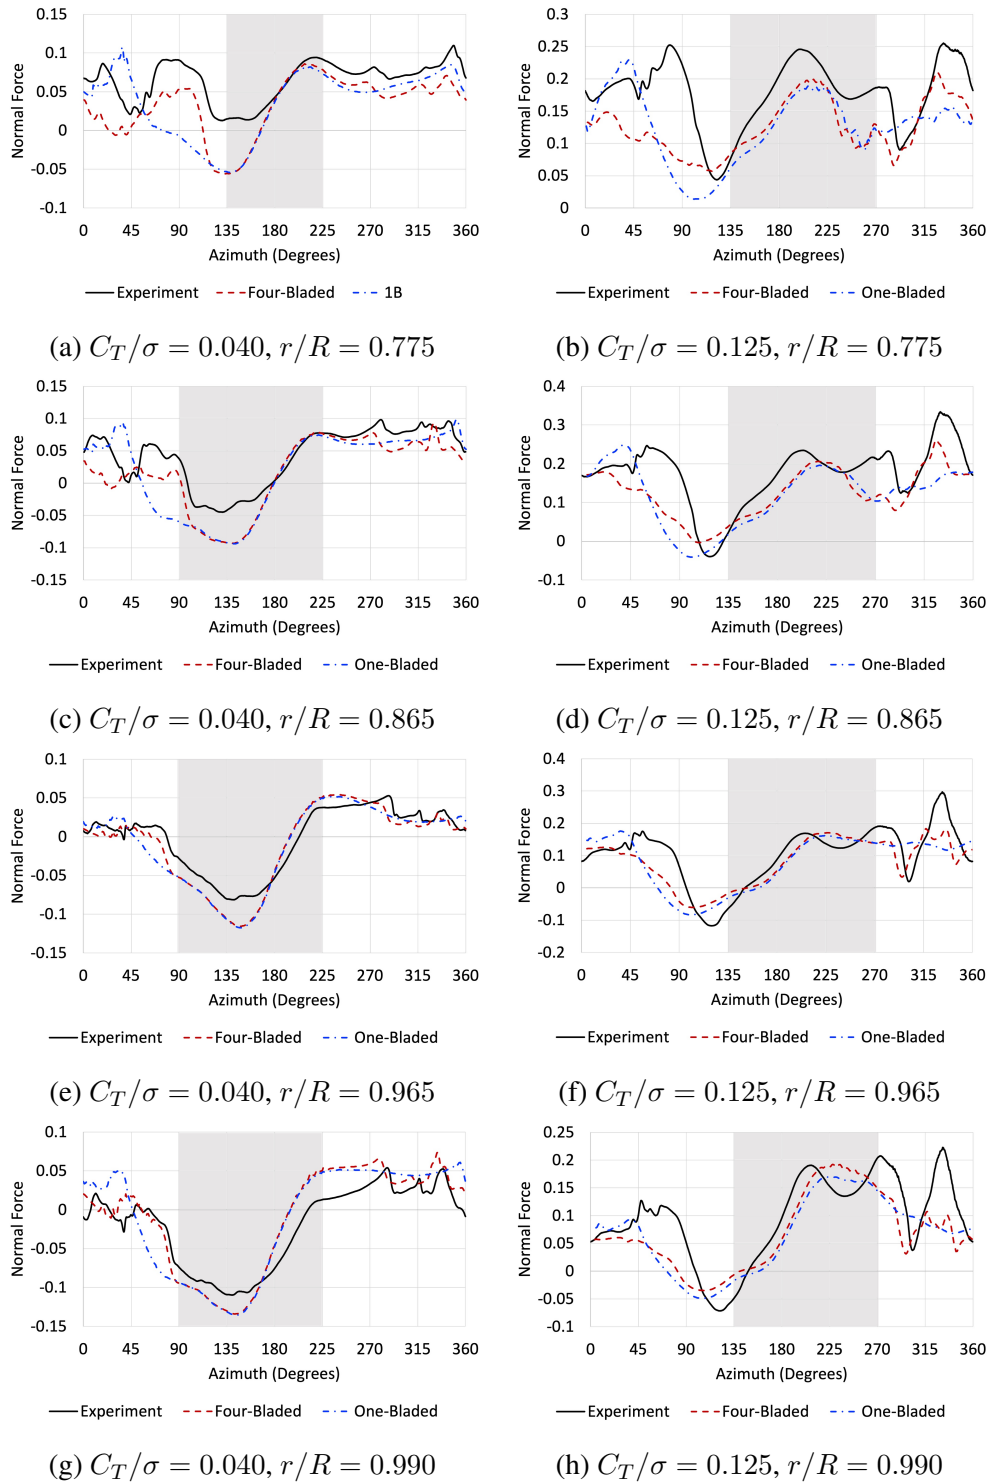 0.15
0.1
0.05
0
-0.05
-0.1
Normal Force
0 45 90 135 180 225 270 315 360
Azimuth (Degrees)
Experiment Four-Bladed 1B
(a) C_T/σ = 0.040, r/R = 0.775
0.3
0.25
0.2
0.15
0.1
0.05
0
Normal Force
0 45 90 135 180 225 270 315 360
Azimuth (Degrees)
Experiment Four-Bladed One-Bladed
(b) C_T/σ = 0.125, r/R = 0.775
0.15
0.1
0.05
0
-0.05
-0.1
-0.15
Normal Force
0 45 90 135 180 225 270 315 360
Azimuth (Degrees)
Experiment Four-Bladed One-Bladed
(c) C_T/σ = 0.040, r/R = 0.865
0.4
0.3
0.2
0.1
0
-0.1
Normal Force
0 45 90 135 180 225 270 315 360
Azimuth (Degrees)
Experiment Four-Bladed One-Bladed
(d) C_T/σ = 0.125, r/R = 0.865
0.1
0.05
0
-0.05
-0.1
-0.15
Normal Force
0 45 90 135 180 225 270 315 360
Azimuth (Degrees)
Experiment Four-Bladed One-Bladed
(e) C_T/σ = 0.040, r/R = 0.965
0.4
0.3
0.2
0.1
0
-0.1
-0.2
Normal Force
0 45 90 135 180 225 270 315 360
Azimuth (Degrees)
Experiment Four-Bladed One-Bladed
(f) C_T/σ = 0.125, r/R = 0.965
0.1
0.05
0
-0.05
-0.1
-0.15
Normal Force
0 45 90 135 180 225 270 315 360
Azimuth (Degrees)
Experiment Four-Bladed One-Bladed
(g) C_T/σ = 0.040, r/R = 0.990
0.25
0.2
0.15
0.1
0.05
0
-0.05
-0.1
Normal Force
0 45 90 135 180 225 270 315 360
Azimuth (Degrees)
Experiment Four-Bladed One-Bladed
(h) C_T/σ = 0.125, r/R = 0.990